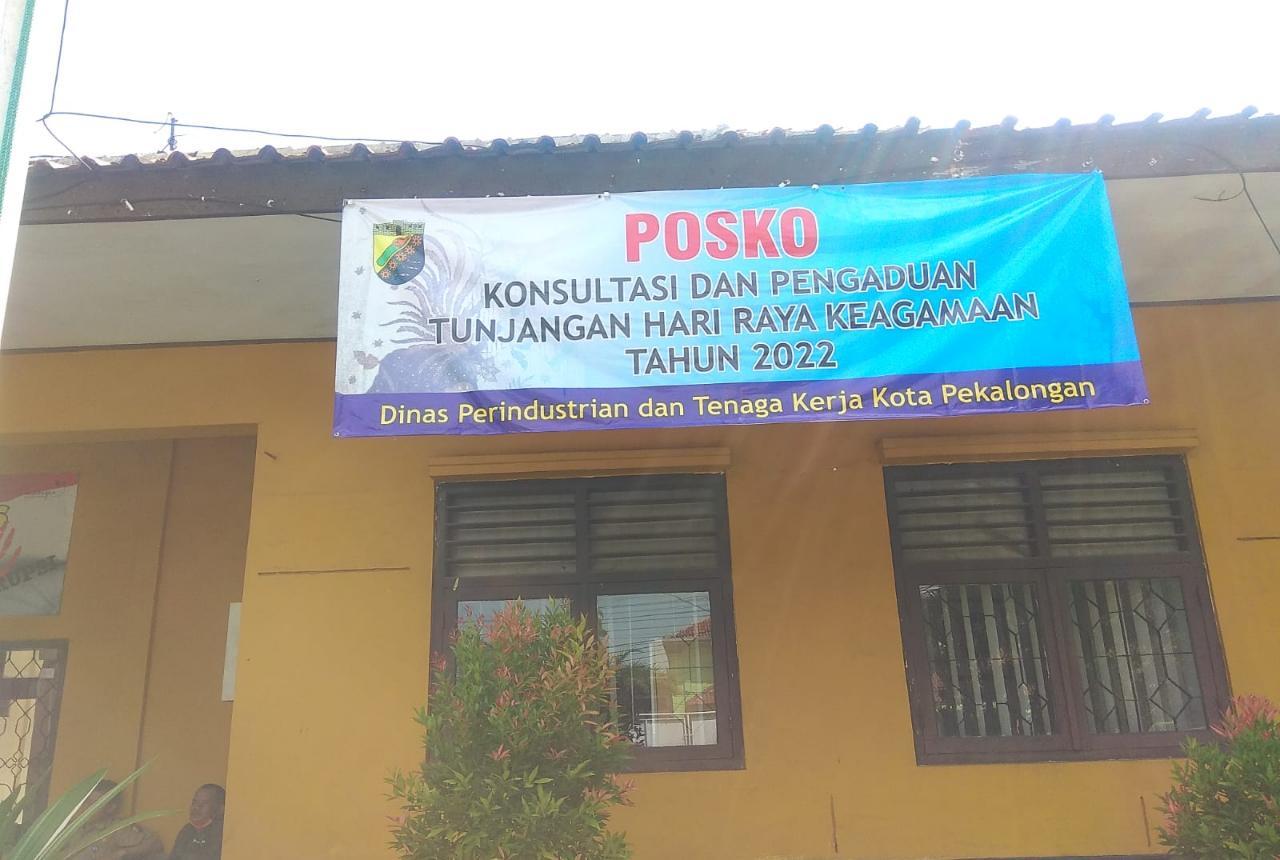 POSKO
KONSULTASI DAN PENGADUAN
TUNJANGAN HARI RAYA KEAGAMAAN
TAHUN 2022
Dinas Perindustrian dan Tenaga Kerja Kota Pekalongan